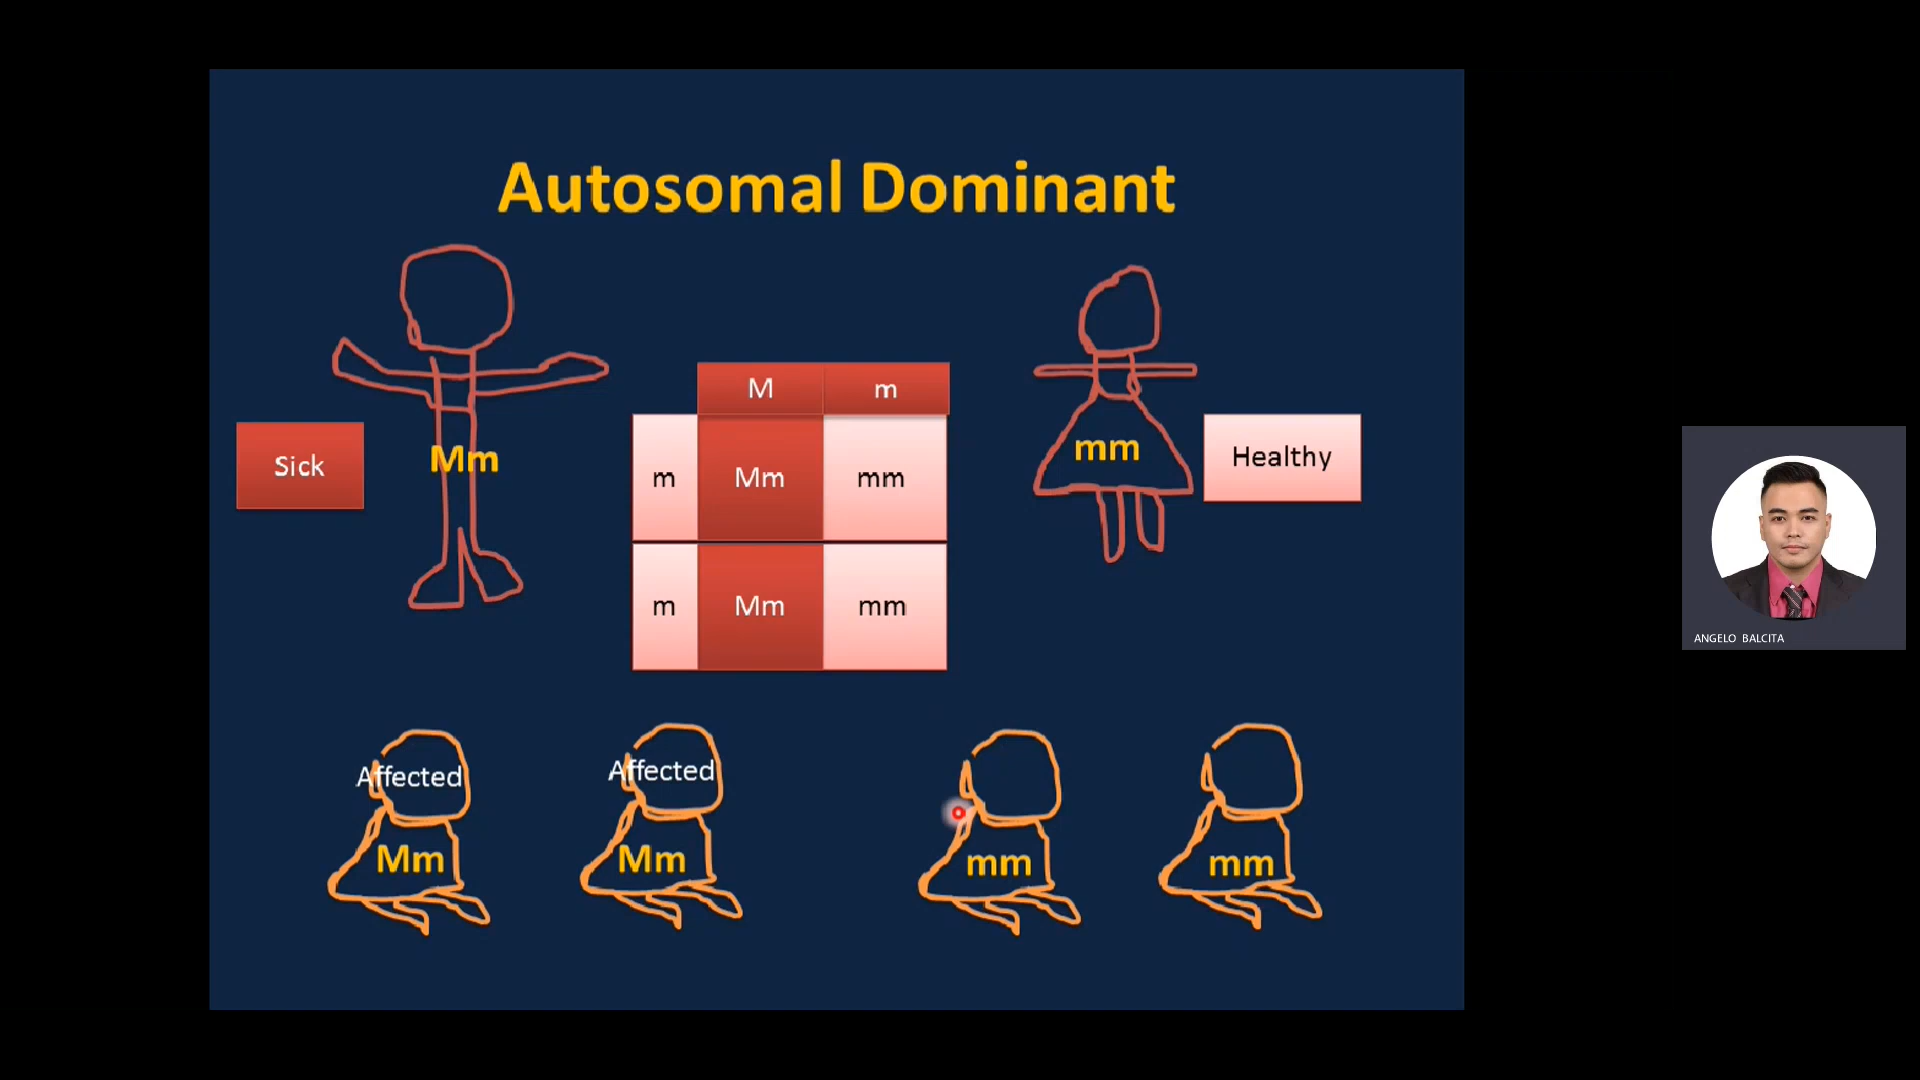 Autosomal Dominant
M m
Sick Mm m Mm mm mm Healthy
m Mm mm
Affected Affected
Mm Mm mm mm
ANGELO BALCITA